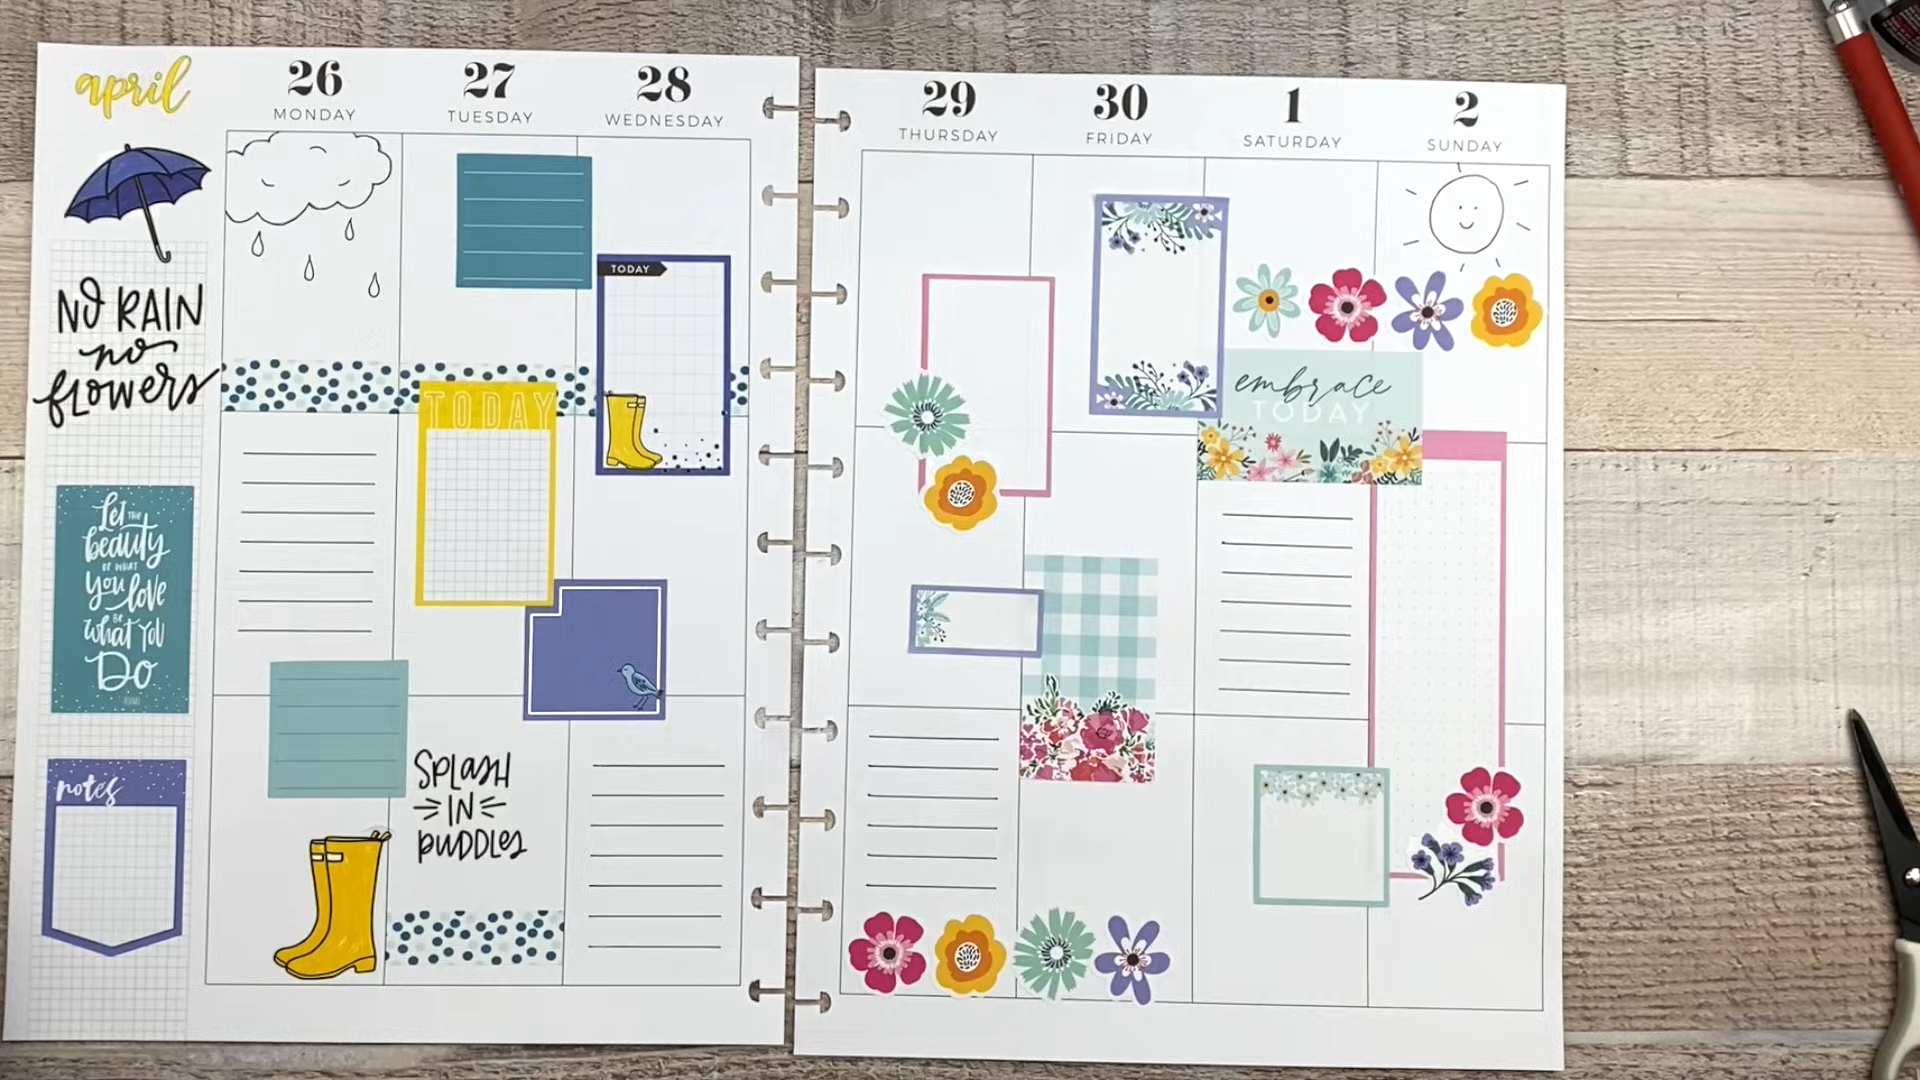 april
26
MONDAY
27
TUESDAY
28
WEDNESDAY
29
THURSDAY
30
FRIDAY
1
SATURDAY
2
SUNDAY
NO RAIN
no
flowers
Let THE
beauty
OF WHAT
you love
BE
what you
Do
notes
TODAY
TODAY
SPLASH
IN
PUDDLES
embrace
TODAY